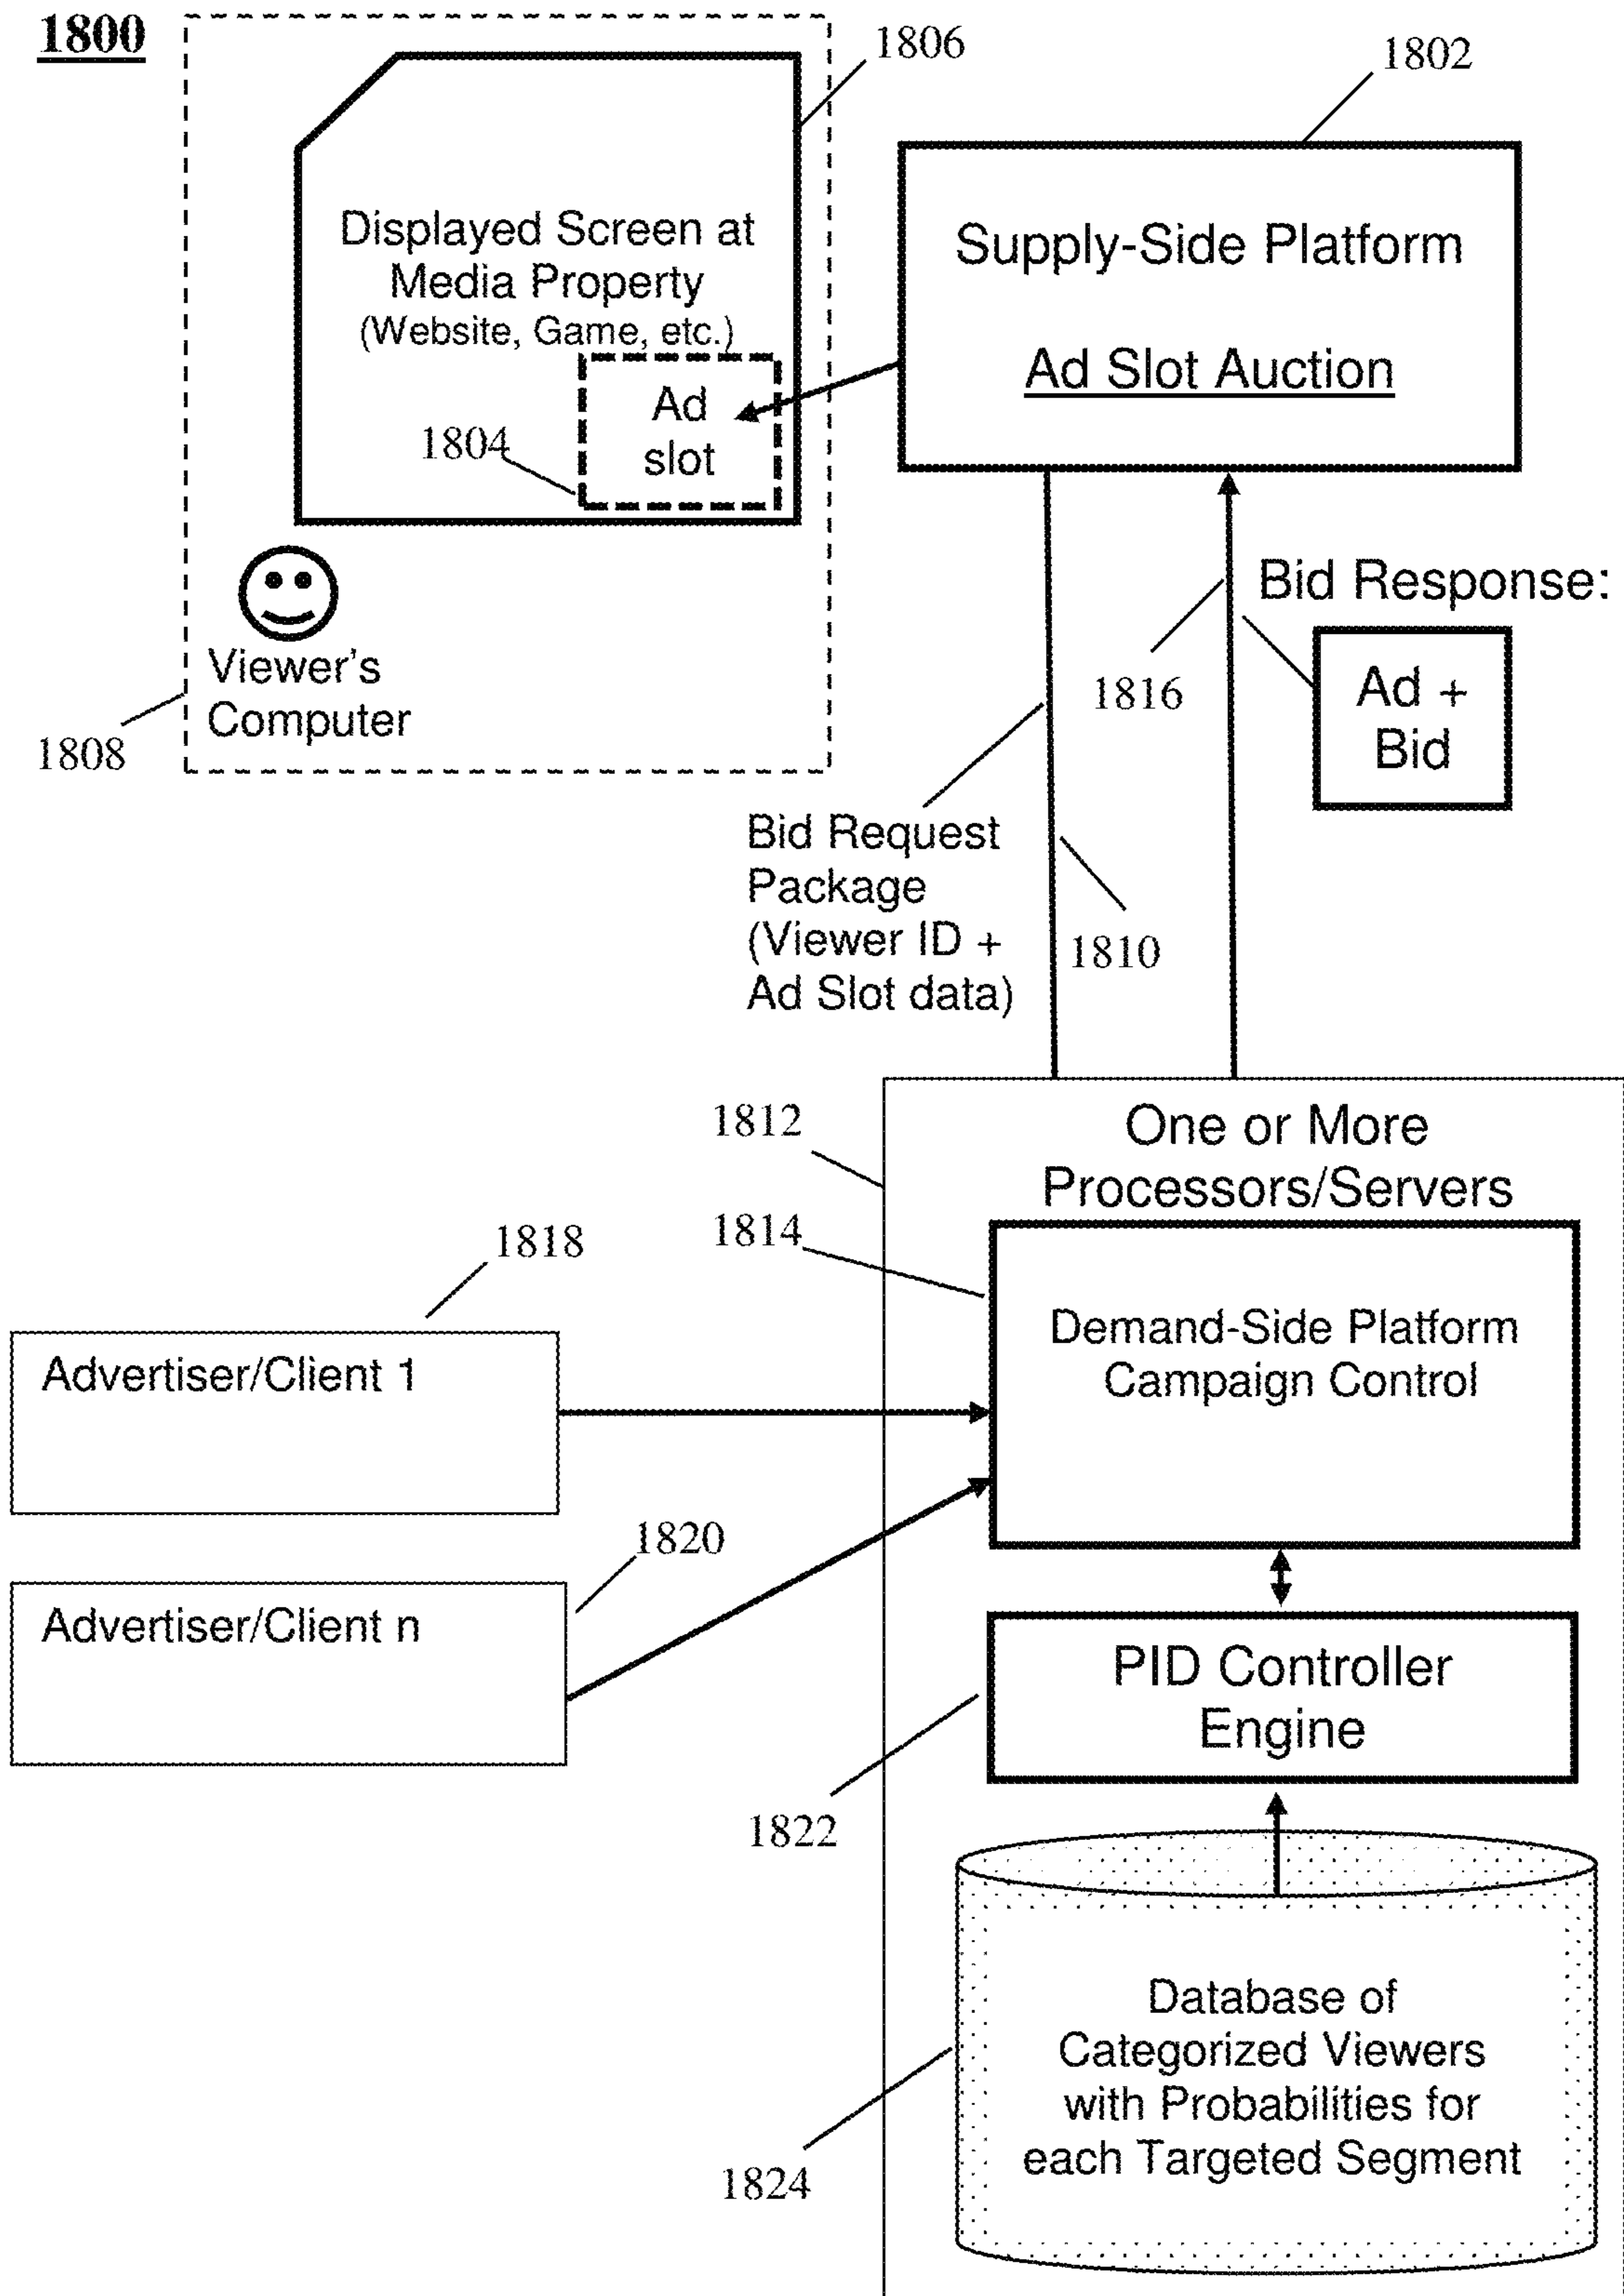 1800
1806
1802
Displayed Screen at
Media Property
(Website, Game, etc.)
Ad
slot
1804
Supply-Side Platform
Ad Slot Auction
Viewer's
Computer
1808
Bid Response:
1816
Ad +
Bid
Bid Request
Package
(Viewer ID +
Ad Slot data)
1810
1812
One or More
Processors/Servers
1814
Demand-Side Platform
Campaign Control
1818
Advertiser/Client 1
1820
Advertiser/Client n
PID Controller
Engine
1822
Database of
Categorized Viewers
with Probabilities for
each Targeted Segment
1824